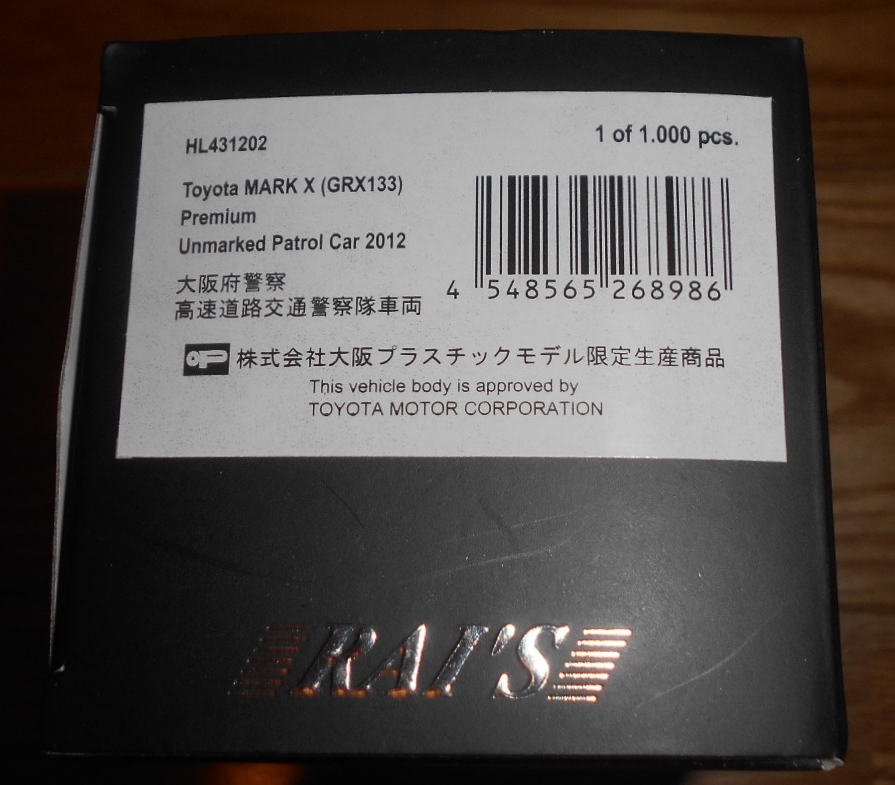 HL431202
1 of 1.000 pcs.
Toyota MARK X (GRX133)
Premium
Unmarked Patrol Car 2012
大阪府警察
高速道路交通警察隊車両
4 548565 268986
OP 株式会社大阪プラスチックモデル限定生産商品
This vehicle body is approved by
TOYOTA MOTOR CORPORATION
RAI'S